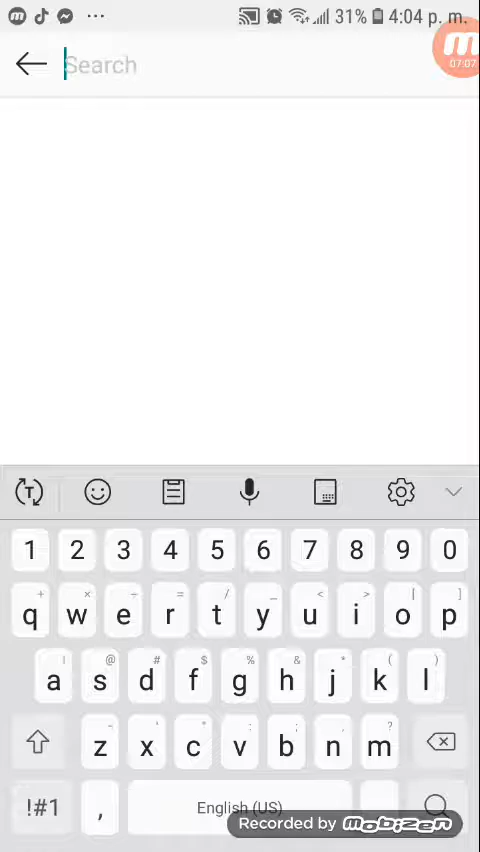 31% 4:04 p. m.
Search
07:07
1 2 3 4 5 6 7 8 9 0
+ × ÷ = / _ < > [ ]
q w e r t y u i o p
! @ # $ % & * ( )
a s d f g h j k l
- ' " : ; , ?
z x c v b n m
!#1 , English (US)
Recorded by mobizen